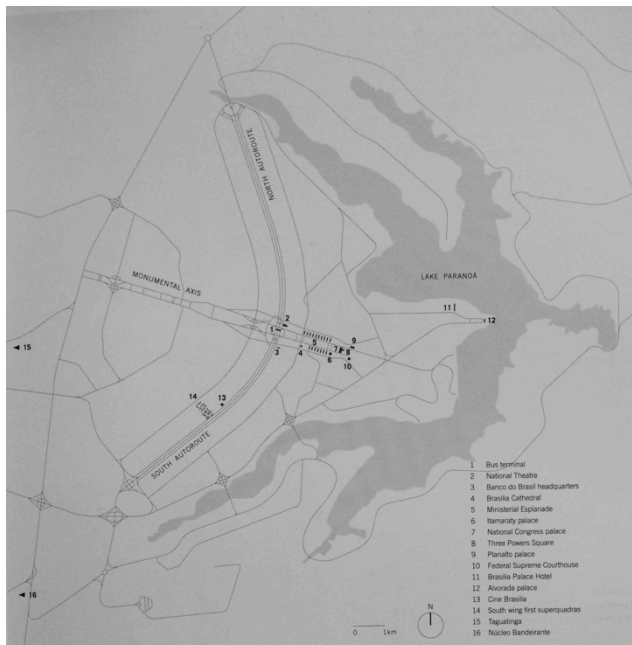 NORTH AUTOROUTE
MONUMENTAL AXIS
LAKE PARANOÁ
11
12
2
1
5
9
15
3
4
7
8
6
10
14
13
SOUTH AUTOROUTE
16
1 Bus terminal
2 National Theatre
3 Banco do Brasil headquarters
4 Brasília Cathedral
5 Ministerial Esplanade
6 Itamaraty palace
7 National Congress palace
8 Three Powers Square
9 Planalto palace
10 Federal Supreme Courthouse
11 Brasília Palace Hotel
12 Alvorada palace
13 Cine Brasília
14 South wing first superquadras
15 Taguatinga
16 Núcleo Bandeirante
N
0 1km